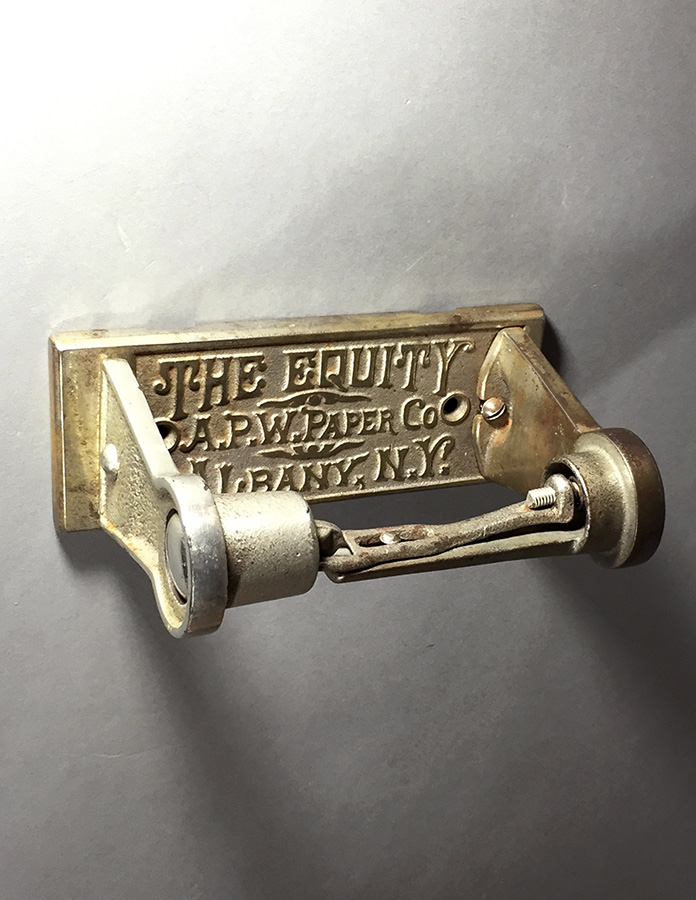 THE EQUITY
A.P.W. PAPER CO
ALBANY, N.Y.